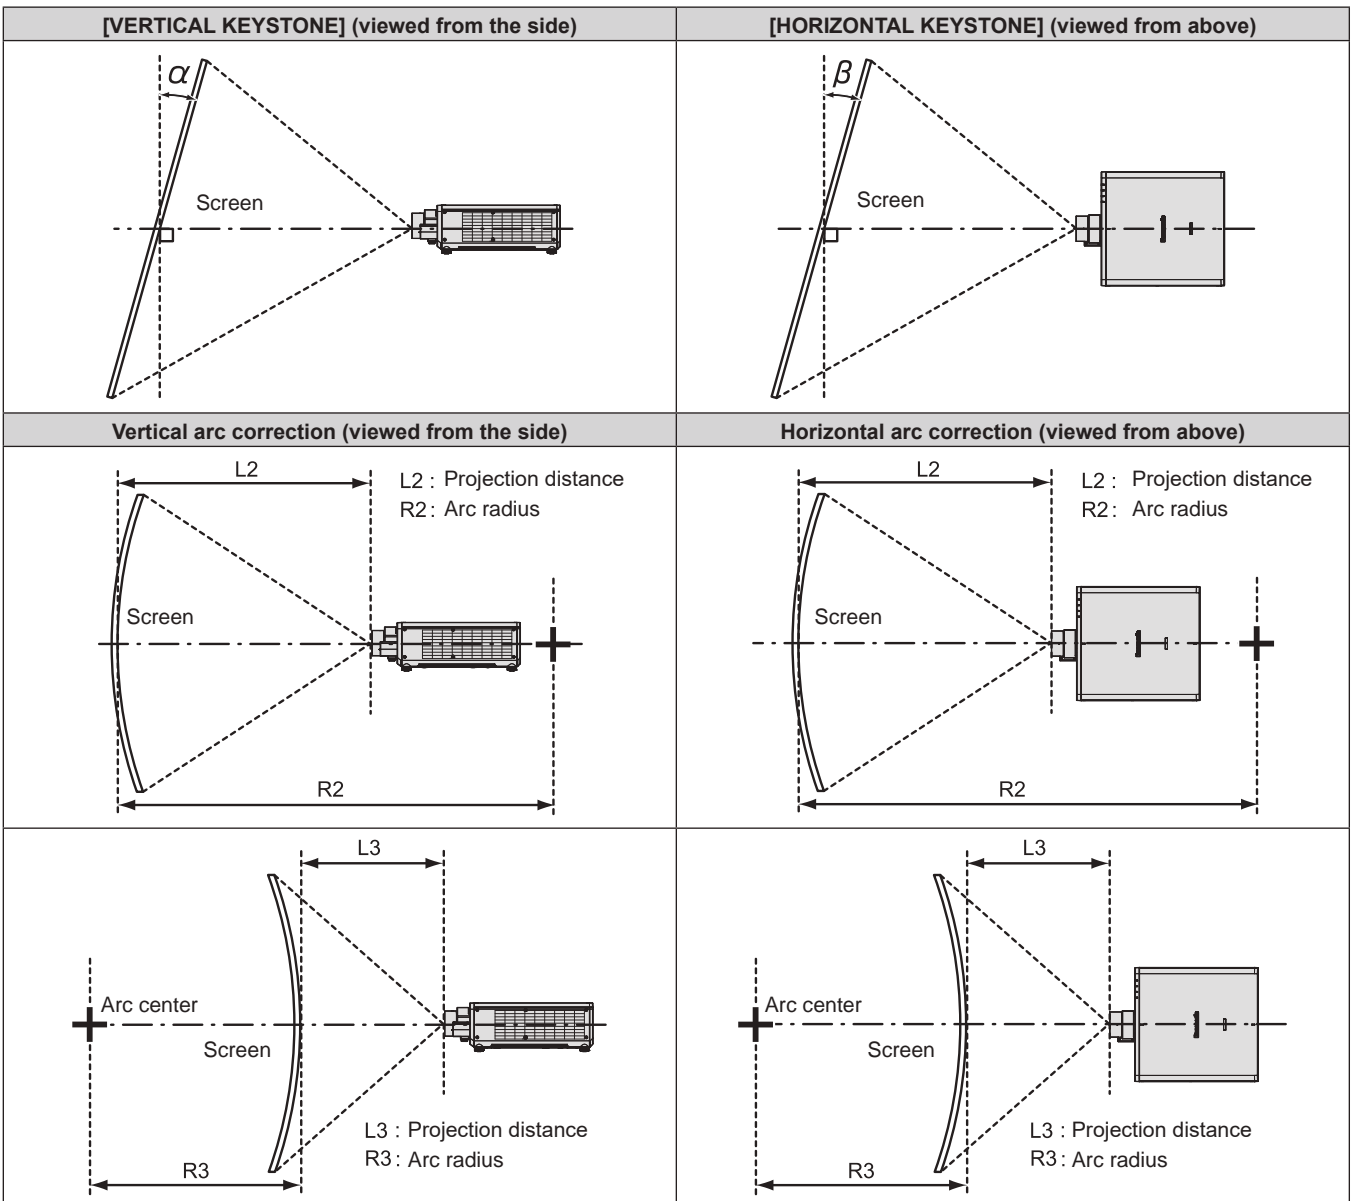 [VERTICAL KEYSTONE] (viewed from the side)
[HORIZONTAL KEYSTONE] (viewed from above)
α
Screen
β
Screen
Vertical arc correction (viewed from the side)
Horizontal arc correction (viewed from above)
L2
L2 : Projection distance
R2 : Arc radius
Screen
R2
L2
L2 : Projection distance
R2 : Arc radius
Screen
R2
L3
Arc center
Screen
L3 : Projection distance
R3 : Arc radius
R3
L3
Arc center
Screen
L3 : Projection distance
R3 : Arc radius
R3